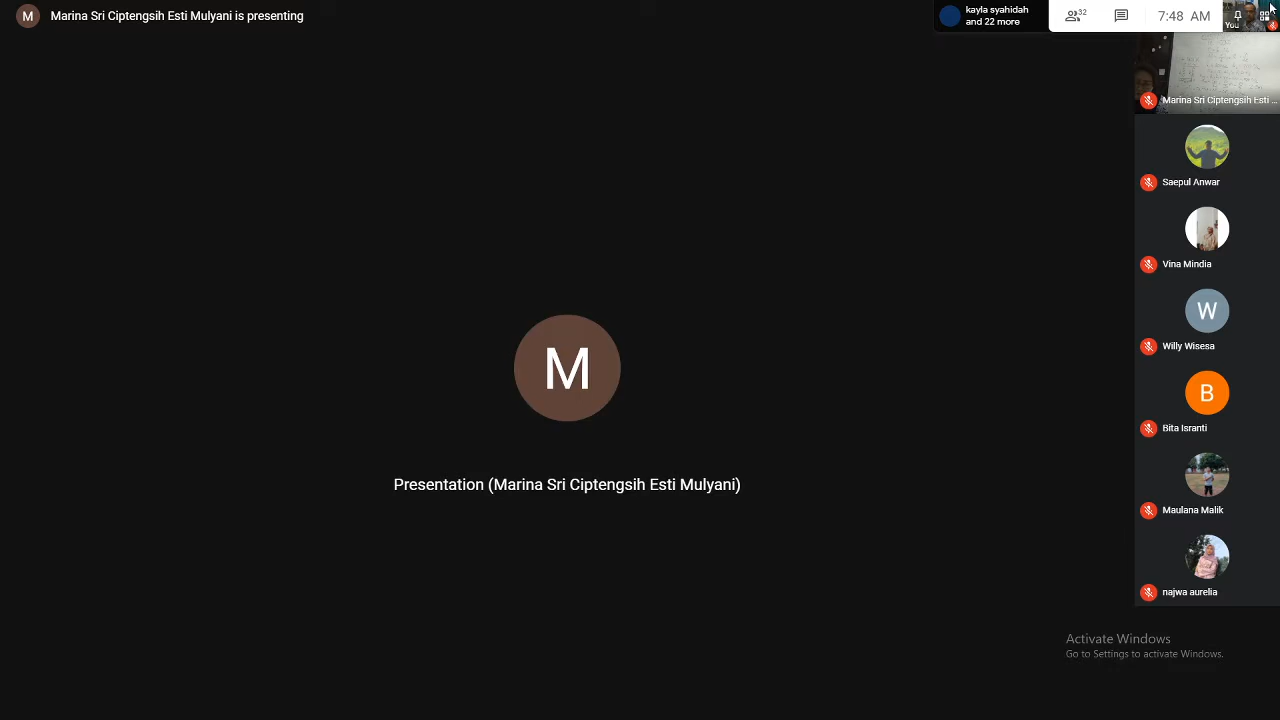 M
Marina Sri Ciptengsih Esti Mulyani is presenting
kayla syahidah
and 22 more
32
7:48 AM
You
Marina Sri Ciptengsih Esti ...
Saepul Anwar
Vina Mindia
W
Willy Wisesa
B
Bita Isranti
Maulana Malik
najwa aurelia
M
Presentation (Marina Sri Ciptengsih Esti Mulyani)
Activate Windows
Go to Settings to activate Windows.